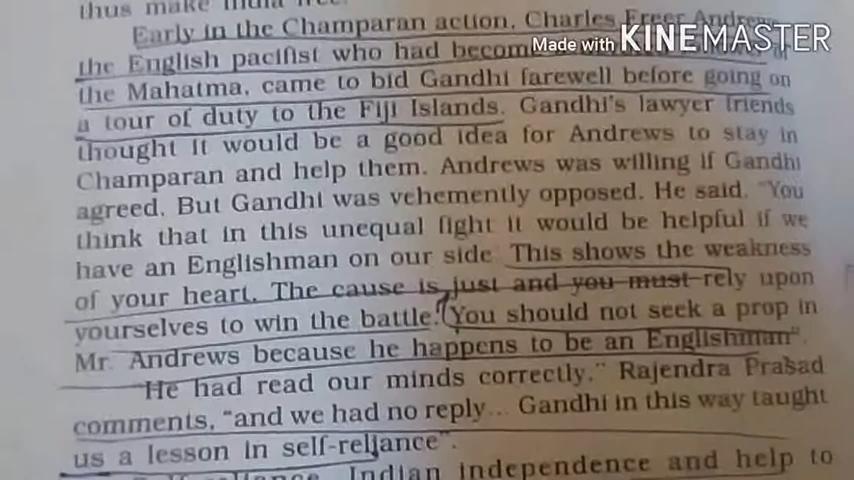 thus make India free.
Early in the Champaran action, Charles Freer Andrews,
the English pacifist who had become
the Mahatma, came to bid Gandhi farewell before going on
a tour of duty to the Fiji Islands. Gandhi's lawyer friends
thought it would be a good idea for Andrews to stay in
Champaran and help them. Andrews was willing if Gandhi
agreed. But Gandhi was vehemently opposed. He said, "You
think that in this unequal fight it would be helpful if we
have an Englishman on our side. This shows the weakness
of your heart. The cause is just and you must rely upon
yourselves to win the battle. You should not seek a prop in
Mr. Andrews because he happens to be an Englishman".
"He had read our minds correctly," Rajendra Prasad
comments, "and we had no reply... Gandhi in this way taught
us a lesson in self-reliance".
Indian independence and help to
Made with KINEMASTER